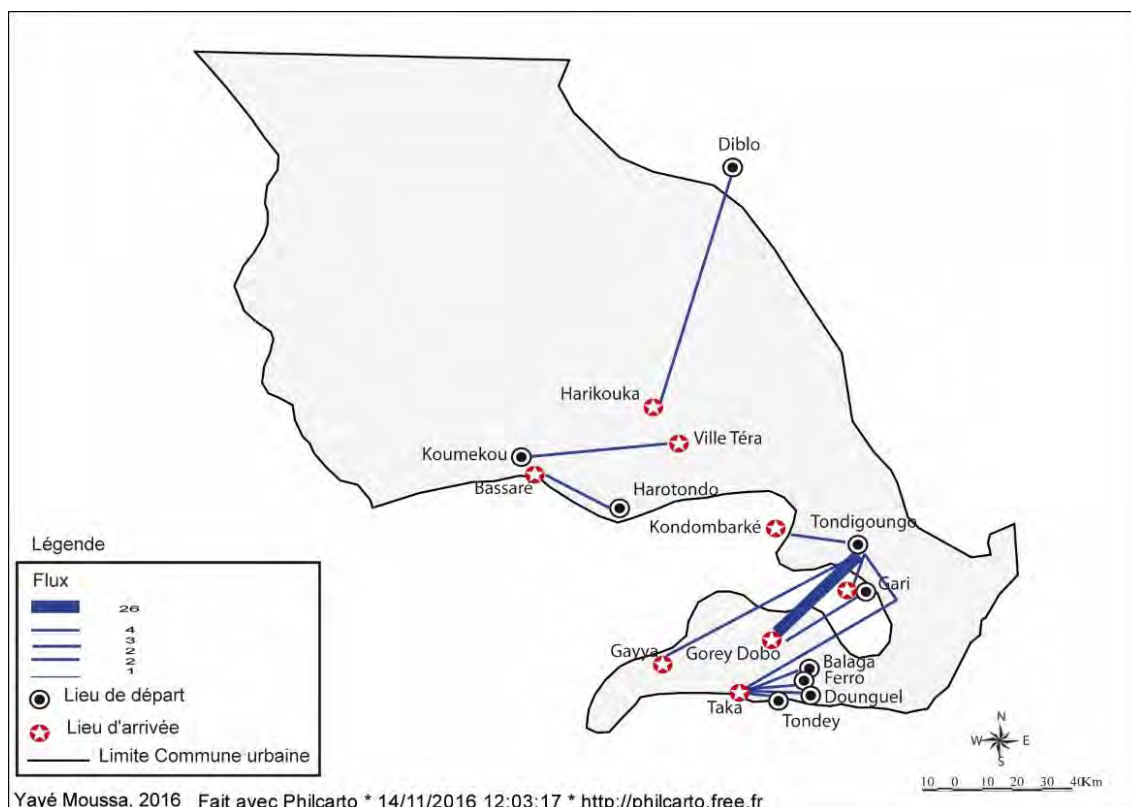 Diblo
Harikouka
Ville Téra
Koumekou
Bassaré
Harotondo
Kondombarké
Tondigoungo
Gari
Gayya
Gorey Dobo
Balaga
Ferro
Dounguel
Taka
Tondey
Légende
Flux
26
4
3
2
2
1
Lieu de départ
Lieu d'arrivée
Limite Commune urbaine
N
W
E
S
10 0 10 20 30 40 Km
Yayé Moussa, 2016 Fait avec Philcarto * 14/11/2016 12:03:17 * http://philcarto.free.fr